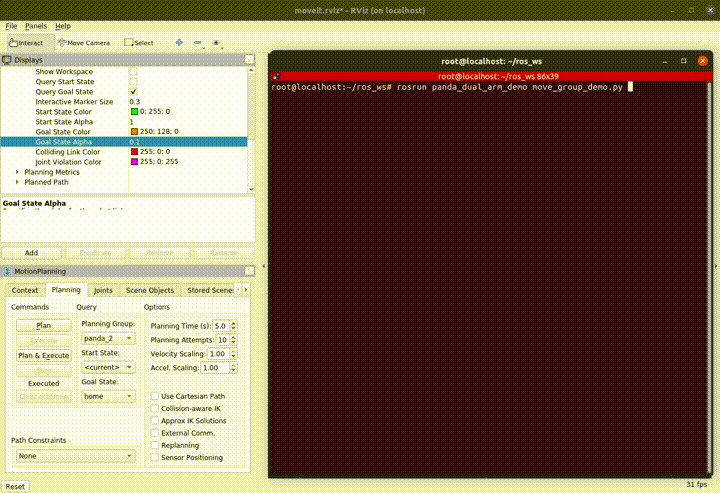 moveit.rviz* - RViz (on localhost)
File Panels Help
Interact Move Camera Select
Displays
Show Workspace
Query Start State
Query Goal State
Interactive Marker Size 0.3
Start State Color 0; 255; 0
Start State Alpha 1
Goal State Color 250; 128; 0
Goal State Alpha 0.1
Colliding Link Color 255; 0; 0
Joint Violation Color 255; 0; 255
Planning Metrics
Planned Path
Goal State Alpha
Add Duplicate Remove Rename
MotionPlanning
Context Planning Joints Scene Objects Stored Scene
Commands Query Options
Plan
Execute
Plan & Execute
Stop
Executed
Clear octomap
Planning Group:
panda_2
Start State:
<current>
Goal State:
home
Planning Time (s): 5.0
Planning Attempts: 10
Velocity Scaling: 1.00
Accel. Scaling: 1.00
Use Cartesian Path
Collision-aware IK
Approx IK Solutions
External Comm.
Replanning
Sensor Positioning
Path Constraints
None
Reset
31 fps
root@localhost: ~/ros_ws
root@localhost: ~/ros_ws 86x39
root@localhost:~/ros_ws# rosrun panda_dual_arm_demo move_group_demo.py